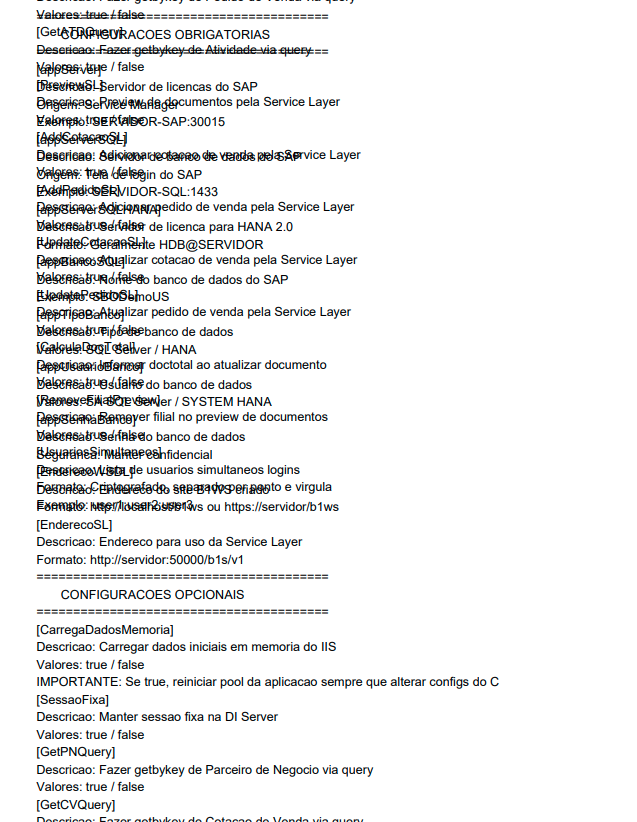 Descricao: Fazer getbykey de Pedido de Venda via query
Valores: true / false
========================================
[GetATDQuery]
CONFIGURACOES OBRIGATORIAS
Descricao: Fazer getbykey de Atividade via query
========================================
Valores: true / false
[appServer]
[PreviewSL]
Descricao: Servidor de licencas do SAP
Descricao: Preview de documentos pela Service Layer
Origem: Service Manager
Valores: true / false
Exemplo: SERVIDOR-SAP:30015
[AddCotacaoSL]
[appServerSQL]
Descricao: Adicionar cotacao de venda pela Service Layer
Descricao: Servidor de banco de dados do SAP
Valores: true / false
Origem: Tela de login do SAP
[AddPedidoSL]
Exemplo: SERVIDOR-SQL:1433
Descricao: Adicionar pedido de venda pela Service Layer
[appServerSQLHANA]
Valores: true / false
Descricao: Servidor de licenca para HANA 2.0
[UpdateCotacaoSL]
Formato: Geralmente HDB@SERVIDOR
Descricao: Atualizar cotacao de venda pela Service Layer
[appBancoSQL]
Valores: true / false
Descricao: Nome do banco de dados do SAP
[UpdatePedidoSL]
Exemplo: SBODemoUS
Descricao: Atualizar pedido de venda pela Service Layer
[appTipoBanco]
Valores: true / false
Descricao: Tipo de banco de dados
[CalculaDocTotal]
Valores: SQL Server / HANA
Descricao: Informar doctotal ao atualizar documento
[appUsuarioBanco]
Valores: true / false
Descricao: Usuario do banco de dados
[RemoverFilialPreview]
Valores: SA SQL Server / SYSTEM HANA
Descricao: Remover filial no preview de documentos
[appSenhaBanco]
Valores: true / false
Descricao: Senha do banco de dados
[UsuariosSimultaneos]
Seguranca: Manter confidencial
Descricao: Lista de usuarios simultaneos logins
[EnderecoWSDL]
Formato: Criptografado, separado por ponto e virgula
Descricao: Endereco do site B1WS criado
Exemplo: user1;user2;user3
Formato: http://localhost/b1ws ou https://servidor/b1ws
[EnderecoSL]
Descricao: Endereco para uso da Service Layer
Formato: http://servidor:50000/b1s/v1
========================================
CONFIGURACOES OPCIONAIS
========================================
[CarregaDadosMemoria]
Descricao: Carregar dados iniciais em memoria do IIS
Valores: true / false
IMPORTANTE: Se true, reiniciar pool da aplicacao sempre que alterar configs do C
[SessaoFixa]
Descricao: Manter sessao fixa na DI Server
Valores: true / false
[GetPNQuery]
Descricao: Fazer getbykey de Parceiro de Negocio via query
Valores: true / false
[GetCVQuery]
Descricao: Fazer getbykey de Cotacao de Venda via query